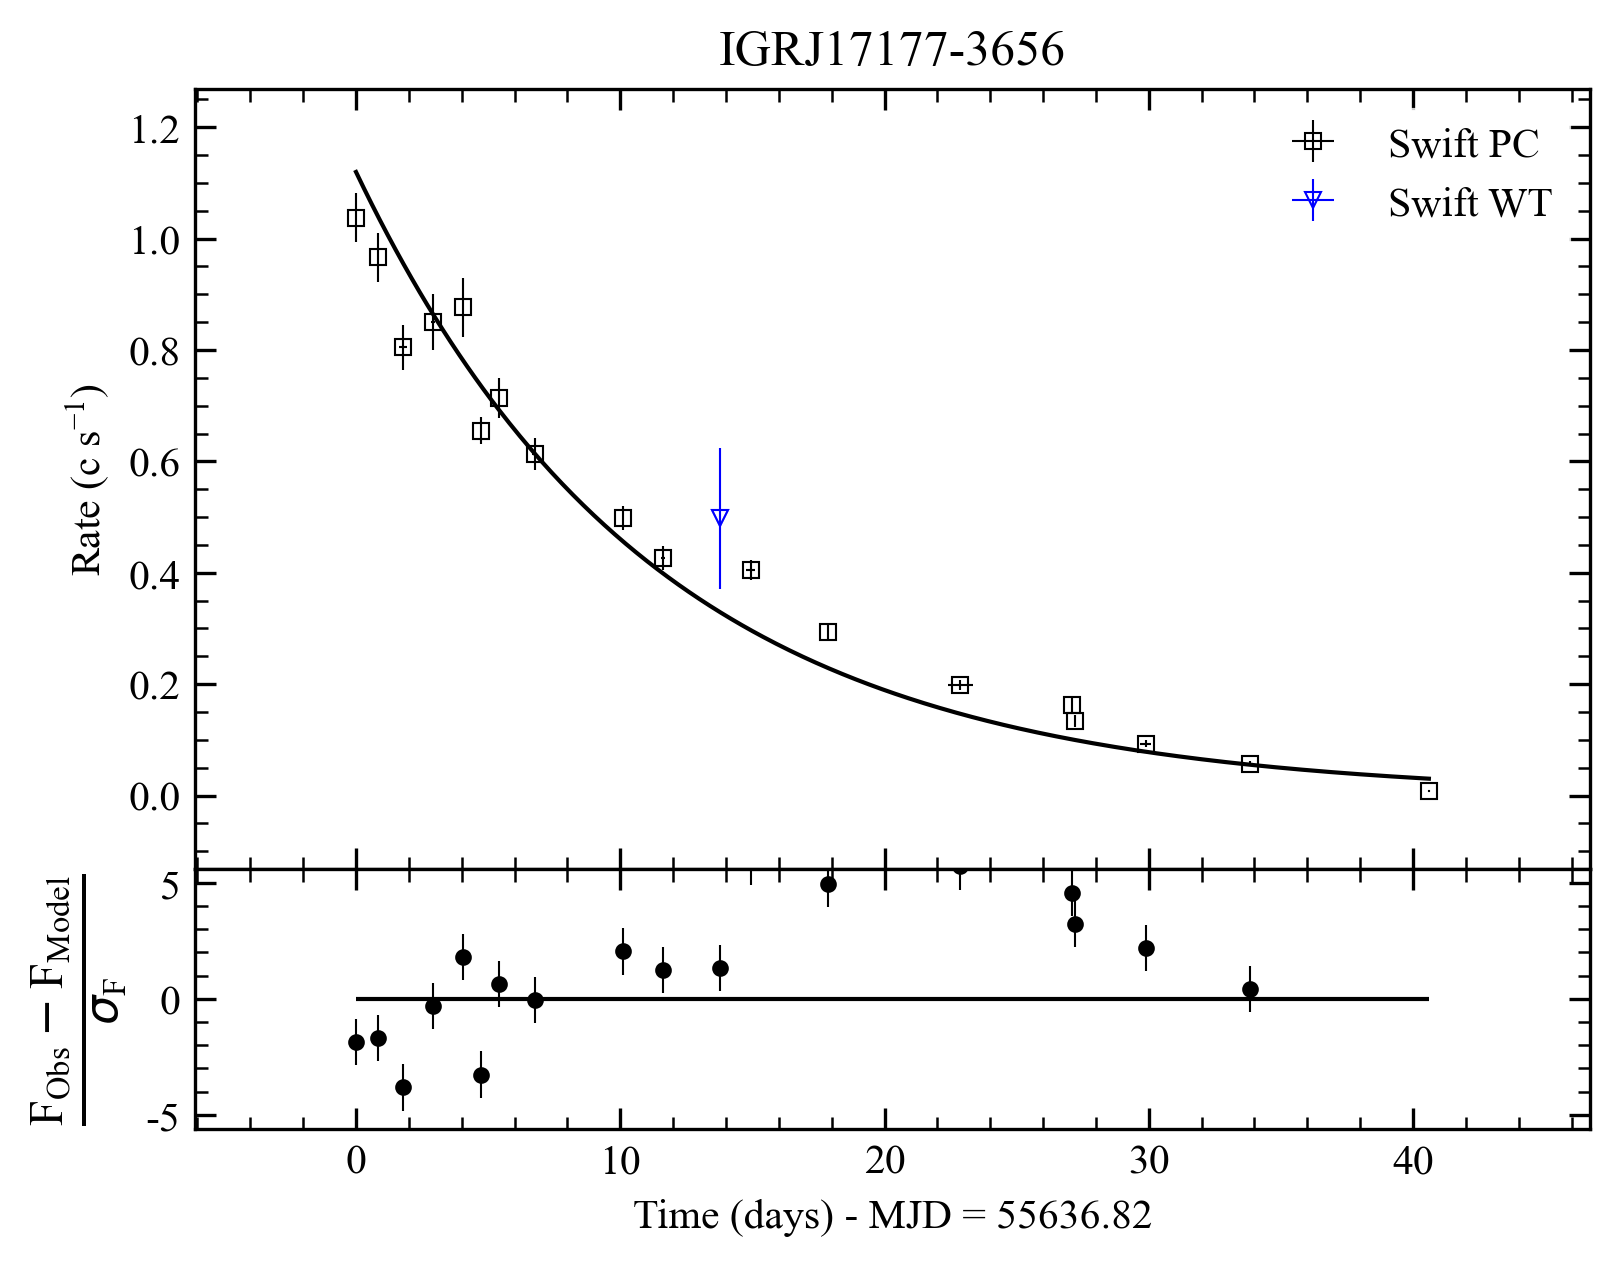 IGRJ17177-3656
Swift PC
Swift WT
1.2
1.0
0.8
0.6
0.4
0.2
0.0
Rate (c s⁻¹)
5
0
-5
F_Obs − F_Model
σ_F
0 10 20 30 40
Time (days) - MJD = 55636.82